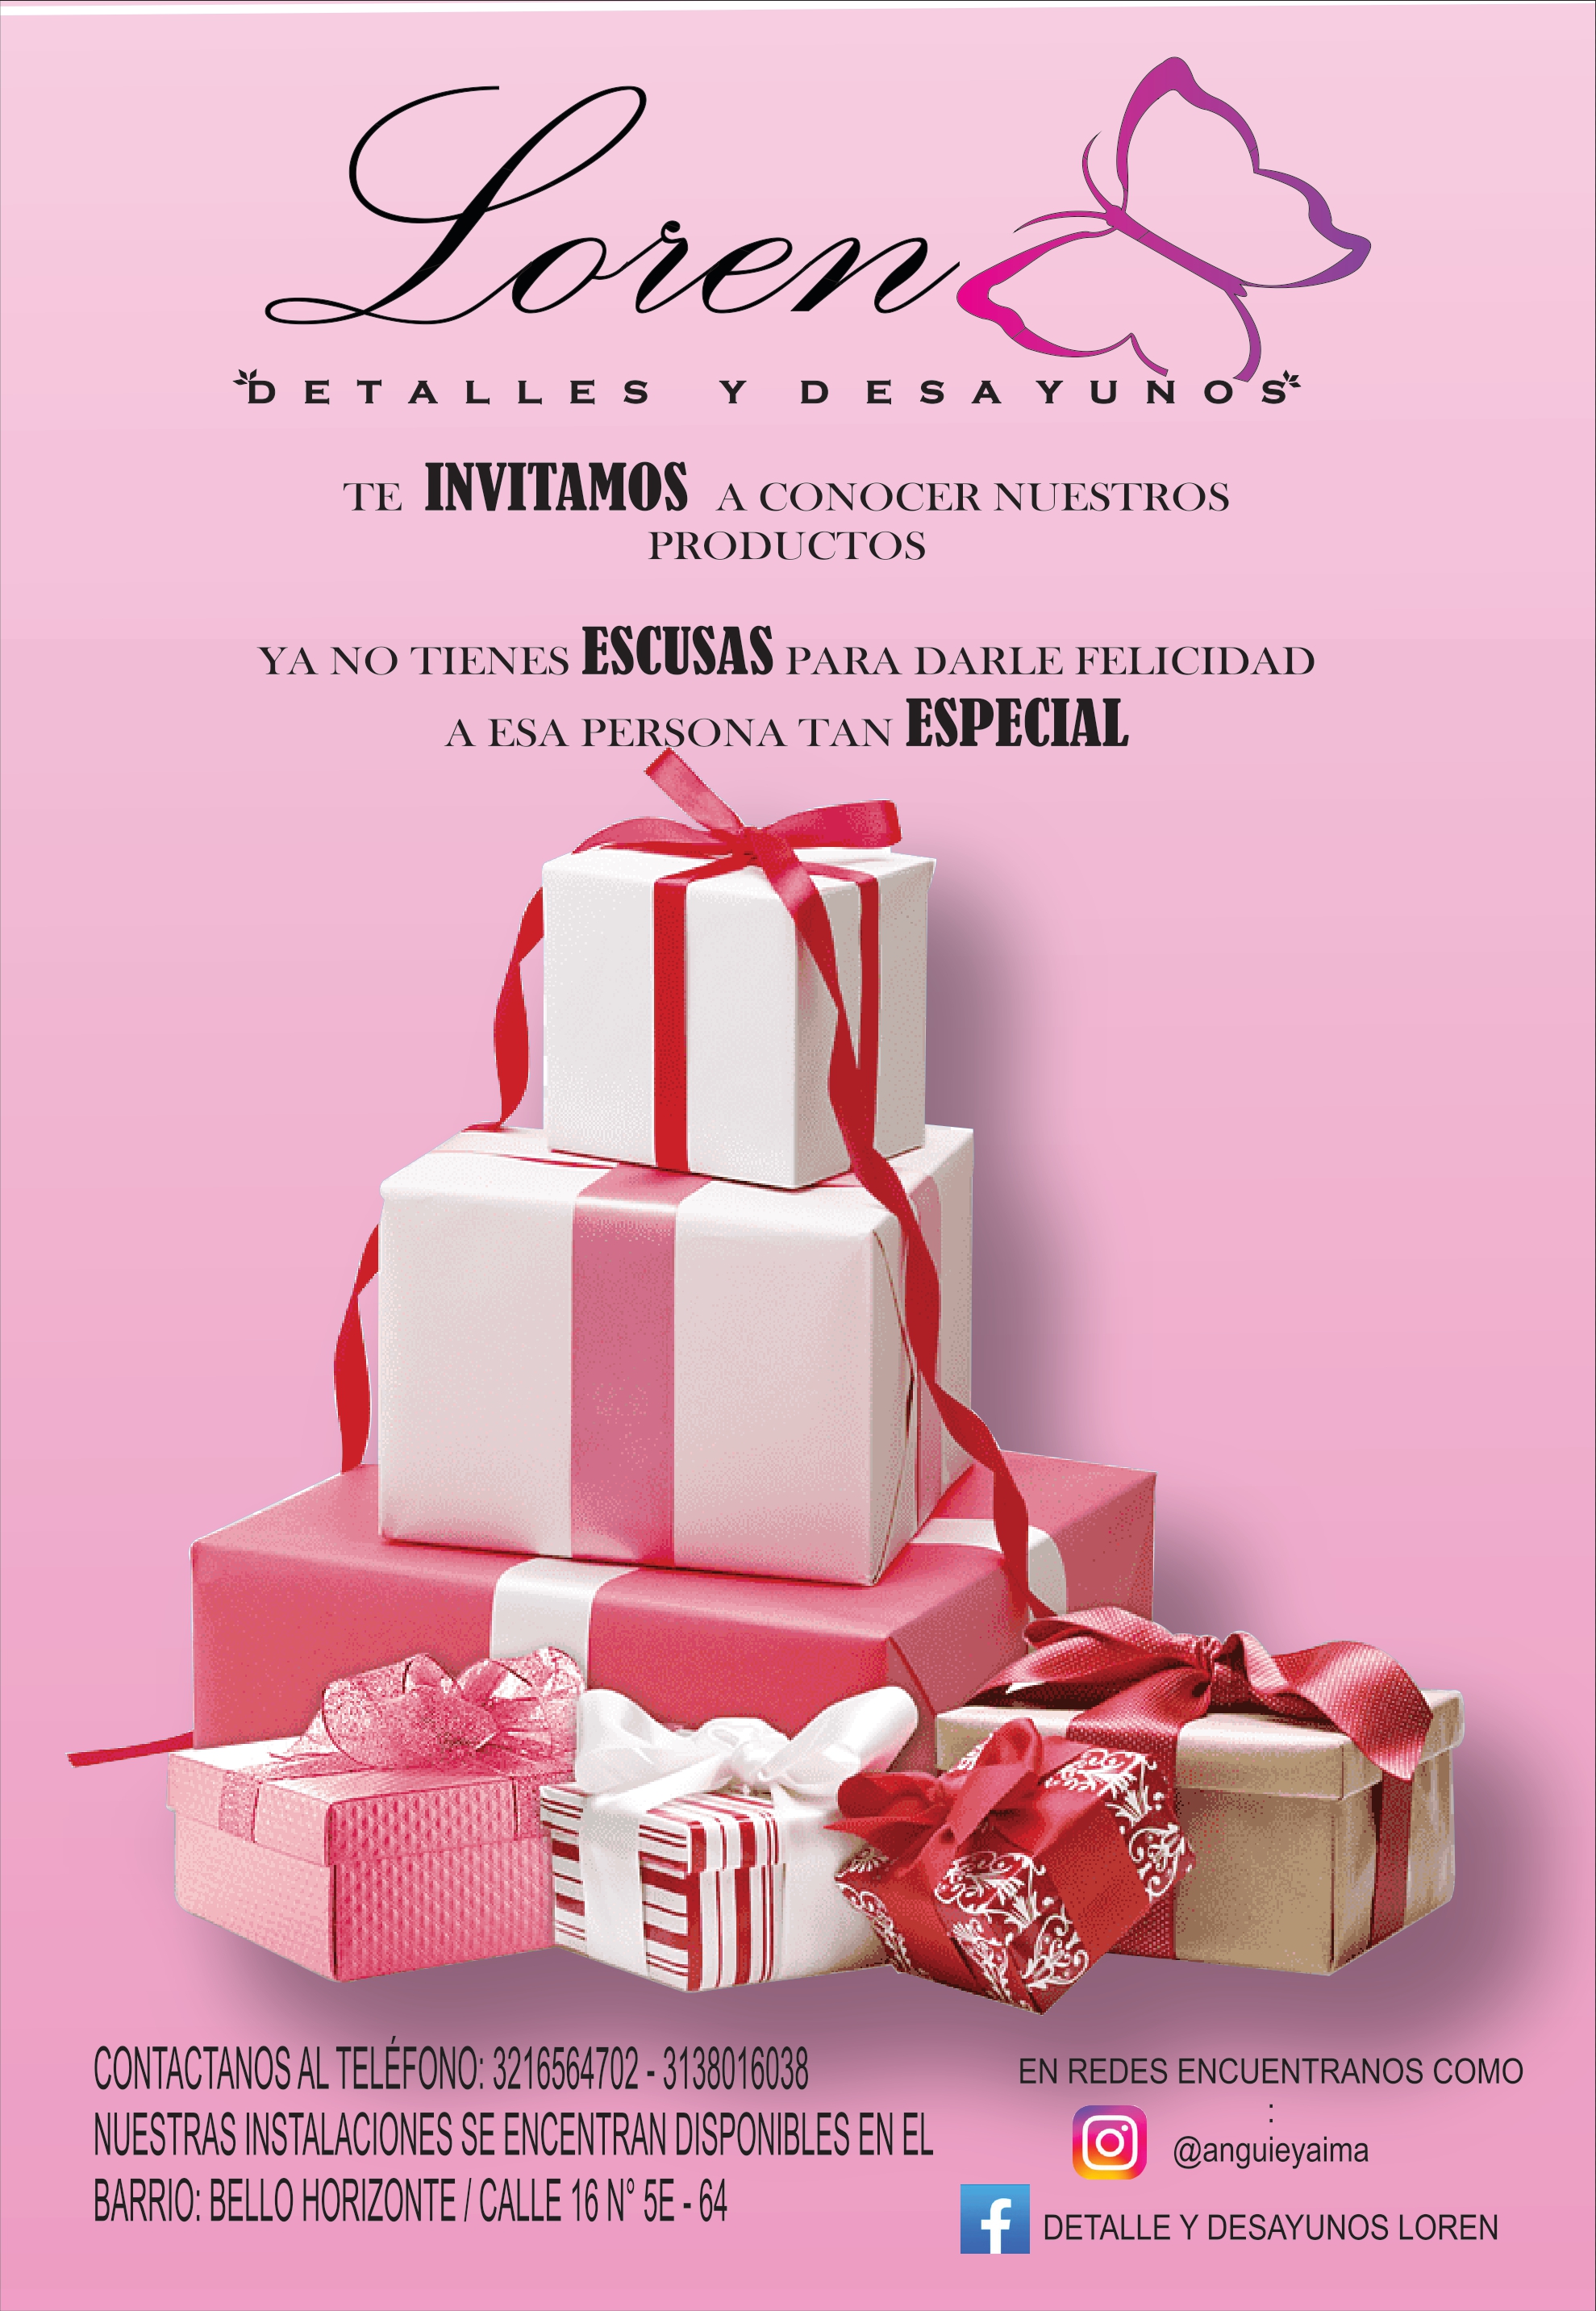 Loren
DETALLES Y DESAYUNOS
TE INVITAMOS A CONOCER NUESTROS
PRODUCTOS
YA NO TIENES ESCUSAS PARA DARLE FELICIDAD
A ESA PERSONA TAN ESPECIAL
CONTACTANOS AL TELÉFONO: 3216564702 - 3138016038
NUESTRAS INSTALACIONES SE ENCENTRAN DISPONIBLES EN EL
BARRIO: BELLO HORIZONTE / CALLE 16 N° 5E - 64
EN REDES ENCUENTRANOS COMO
:
@anguieyaima
DETALLE Y DESAYUNOS LOREN